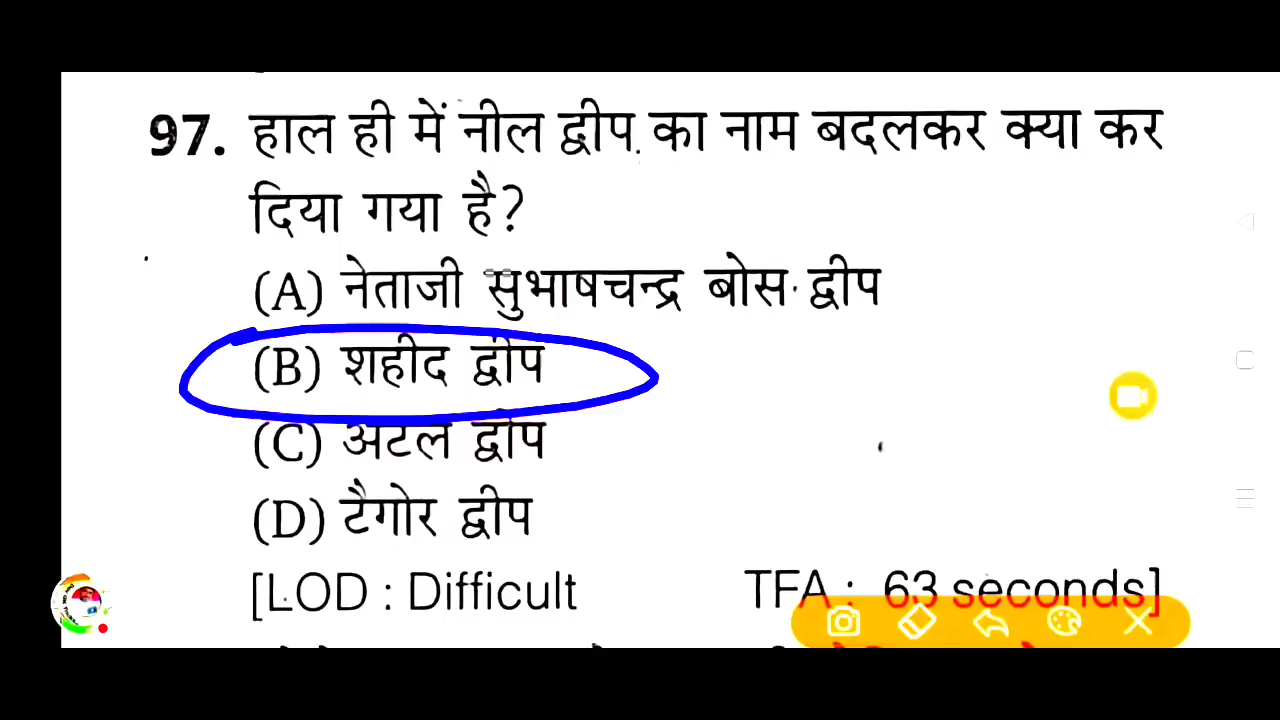 97. हाल ही में नील द्वीप का नाम बदलकर क्या कर
दिया गया है?
(A) नेताजी सुभाषचन्द्र बोस द्वीप
(B) शहीद द्वीप
(C) अटल द्वीप
(D) टैगोर द्वीप
[LOD : Difficult TFA : 63 seconds]